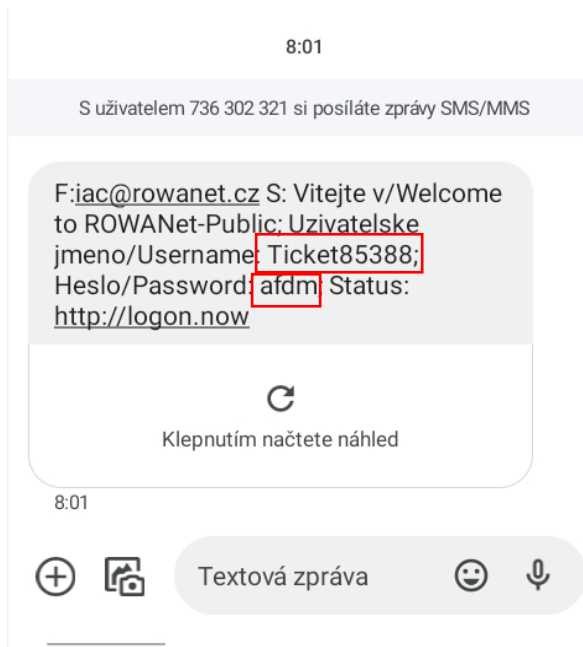 8:01
S uživatelem 736 302 321 si posíláte zprávy SMS/MMS
F:iac@rowanet.cz S: Vitejte v/Welcome
to ROWANet-Public; Uzivatelske
jmeno/Username: Ticket85388;
Heslo/Password: afdm; Status:
http://logon.now
Klepnutím načtete náhled
8:01
Textová zpráva